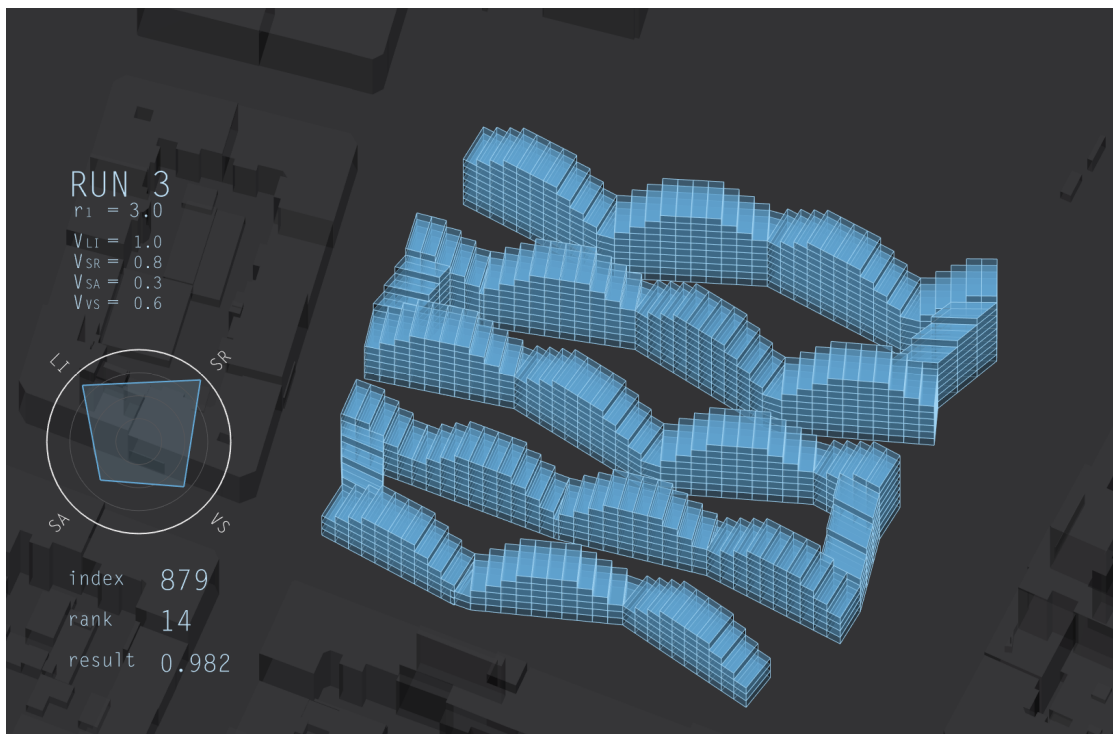 RUN 3
r1 = 3.0
VLI = 1.0
VSR = 0.8
VSA = 0.3
VVS = 0.6
LI
SR
SA
VS
index 879
rank 14
result 0.982